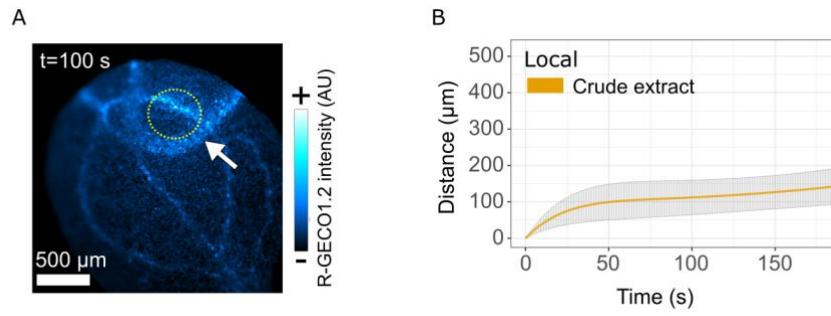 A
t=100 s
500 µm
+
-
R-GECO1.2 intensity (AU)
B
Local
Crude extract
500
400
300
200
100
0
Distance (µm)
0
50
100
150
Time (s)